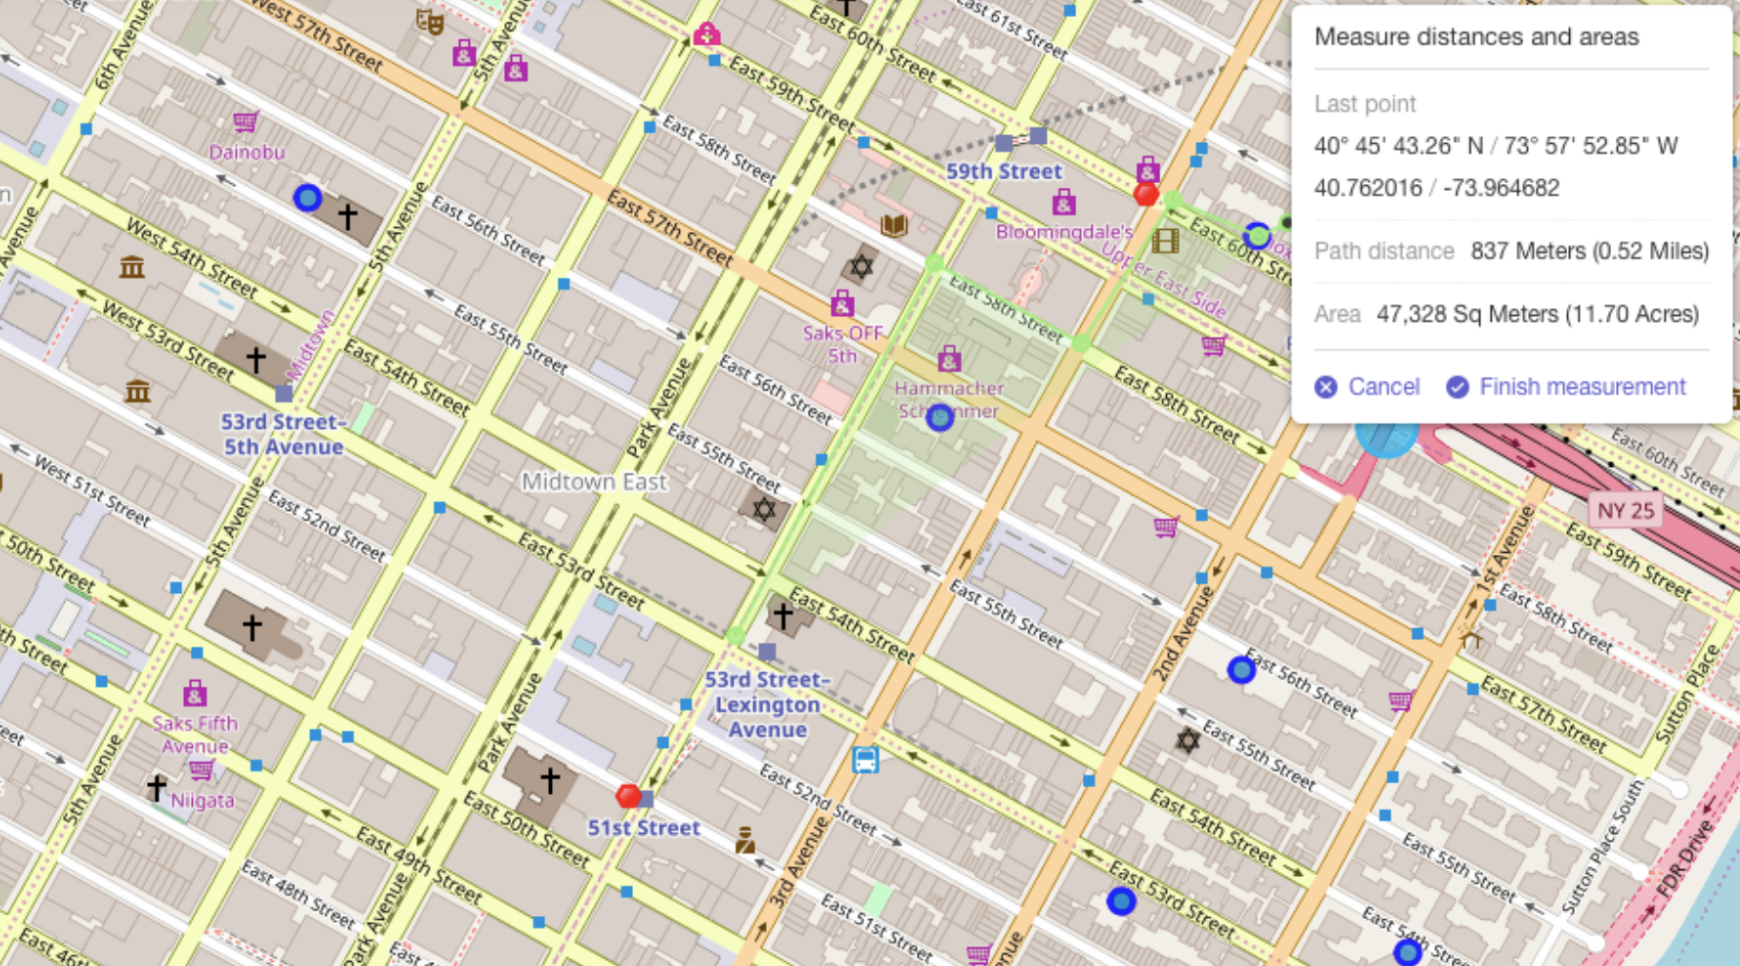 Measure distances and areas
Last point
40° 45' 43.26" N / 73° 57' 52.85" W
40.762016 / -73.964682
Path distance 837 Meters (0.52 Miles)
Area 47,328 Sq Meters (11.70 Acres)
Cancel Finish measurement
6th Avenue
West 57th Street
5th Avenue
East 61st Street
East 60th Street
East 59th Street
East 58th Street
Dainobu
59th Street
Bloomingdale's
Upper East Side
East 60th
West 54th Street
5th Avenue
East 56th Street
East 57th Street
Saks OFF
5th
East 58th Street
West 53rd Street
Midtown
East 55th Street
East 54th Street
53rd Street–
5th Avenue
Park Avenue
East 56th Street
Hammacher
East 58th Street
East 60th Street
West 51st Street
East 52nd Street
5th Avenue
Midtown East
East 55th Street
NY 25
1st Avenue
East 59th Street
50th Street
East 53rd Street
East 54th Street
East 55th Street
2nd Avenue
East 58th Street
53rd Street–
Lexington
Avenue
East 56th Street
East 57th Street
Sutton Place
Saks Fifth
Avenue
Niigata
5th Avenue
Park Avenue
51st Street
East 50th Street
East 52nd Street
East 55th Street
East 54th Street
Sutton Place South
East 55th Street
FDR Drive
East 49th Street
East 48th Street
Park Avenue
3rd Avenue
East 51st Street
East 53rd Street
East 54th Street
East 46th